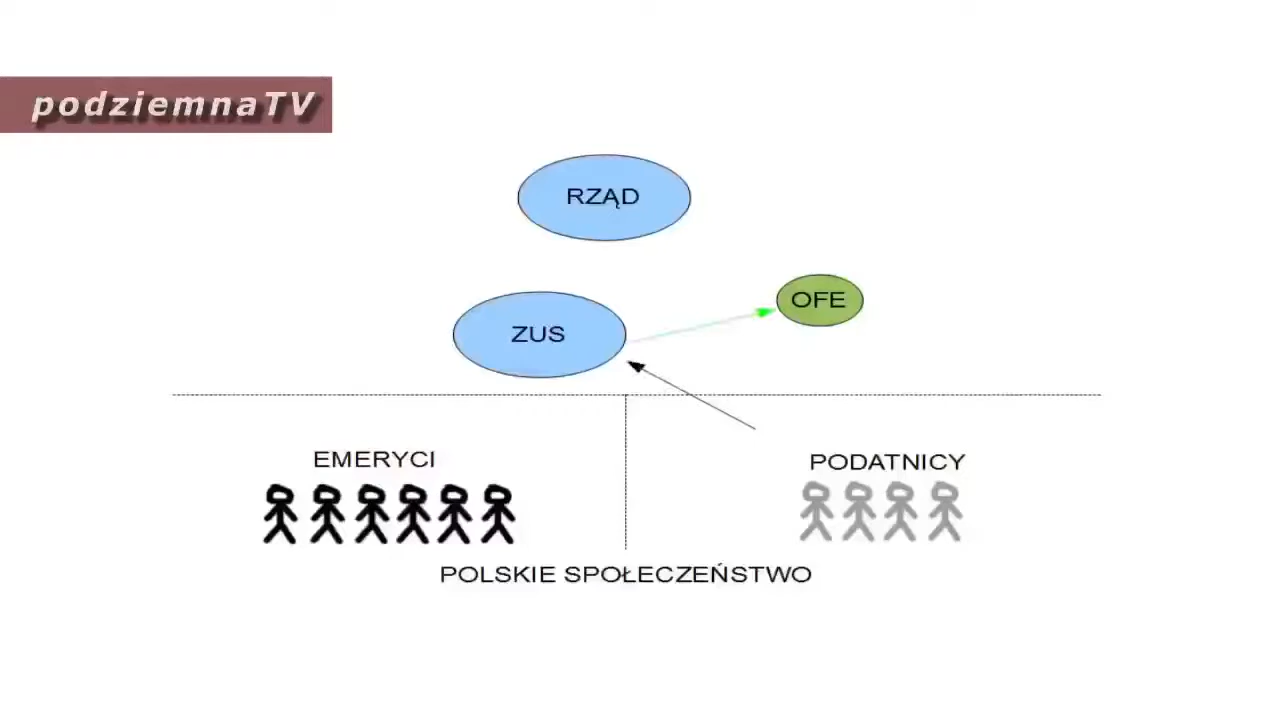 podziemnaTV
RZĄD
OFE
ZUS
EMERYCI
PODATNICY
POLSKIE SPOŁECZEŃSTWO